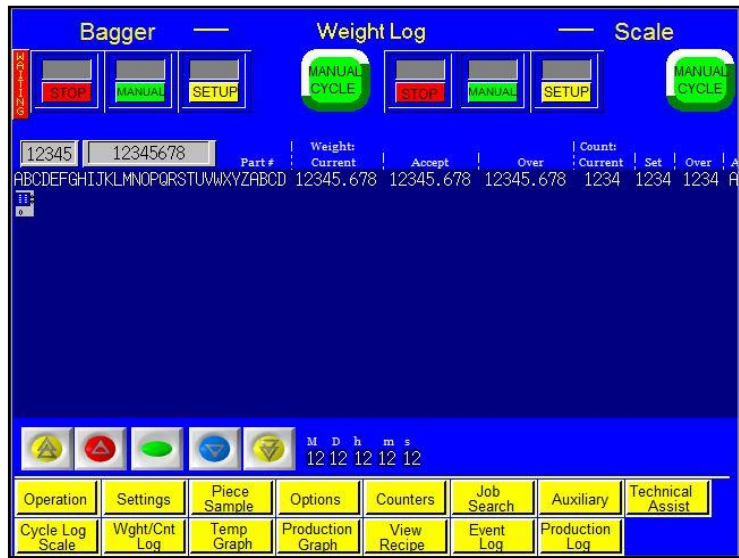 Bagger — Weight Log — Scale
WAITING
STOP MANUAL SETUP MANUAL CYCLE STOP MANUAL SETUP MANUAL CYCLE
12345 12345678 Part # Weight: Current Accept Over Count: Current Set Over A
ABCDEFGHIJKLMNOPQRSTUVWXYZABCD 12345.678 12345.678 12345.678 1234 1234 1234 A
0
M D h m s
12 12 12 12 12
Operation Settings Piece Sample Options Counters Job Search Auxiliary Technical Assist
Cycle Log Scale Wght/Cnt Log Temp Graph Production Graph View Recipe Event Log Production Log